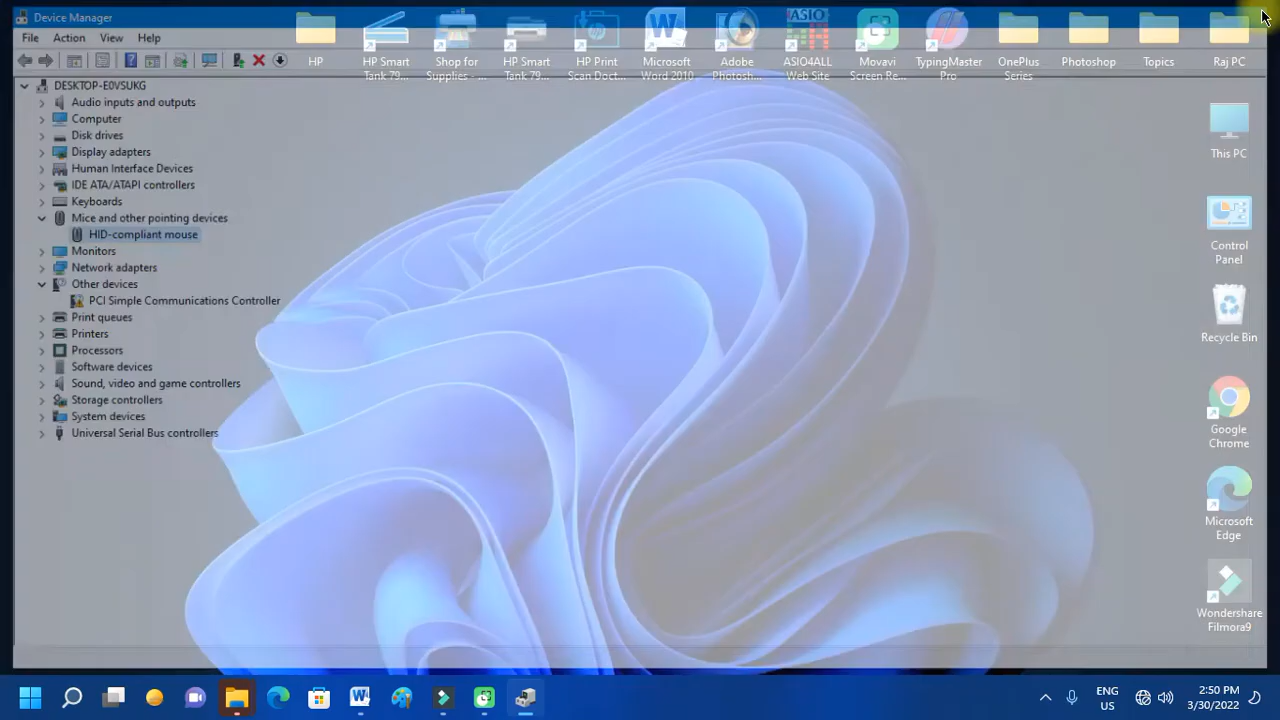 Device Manager
File Action View Help
HP
HP Smart
Tank 79...
Shop for
Supplies - ...
HP Smart
Tank 79...
HP Print
Scan Doct...
Microsoft
Word 2010
Adobe
Photosh...
ASIO
ASIO4ALL
Web Site
Movavi
Screen Re...
TypingMaster
Pro
OnePlus
Series
Photoshop
Topics
Raj PC
DESKTOP-E0VSUKG
Audio inputs and outputs
Computer
Disk drives
Display adapters
Human Interface Devices
IDE ATA/ATAPI controllers
Keyboards
Mice and other pointing devices
HID-compliant mouse
Monitors
Network adapters
Other devices
PCI Simple Communications Controller
Print queues
Printers
Processors
Software devices
Sound, video and game controllers
Storage controllers
System devices
Universal Serial Bus controllers
This PC
Control
Panel
Recycle Bin
Google
Chrome
Microsoft
Edge
Wondershare
Filmora9
ENG
US
2:50 PM
3/30/2022